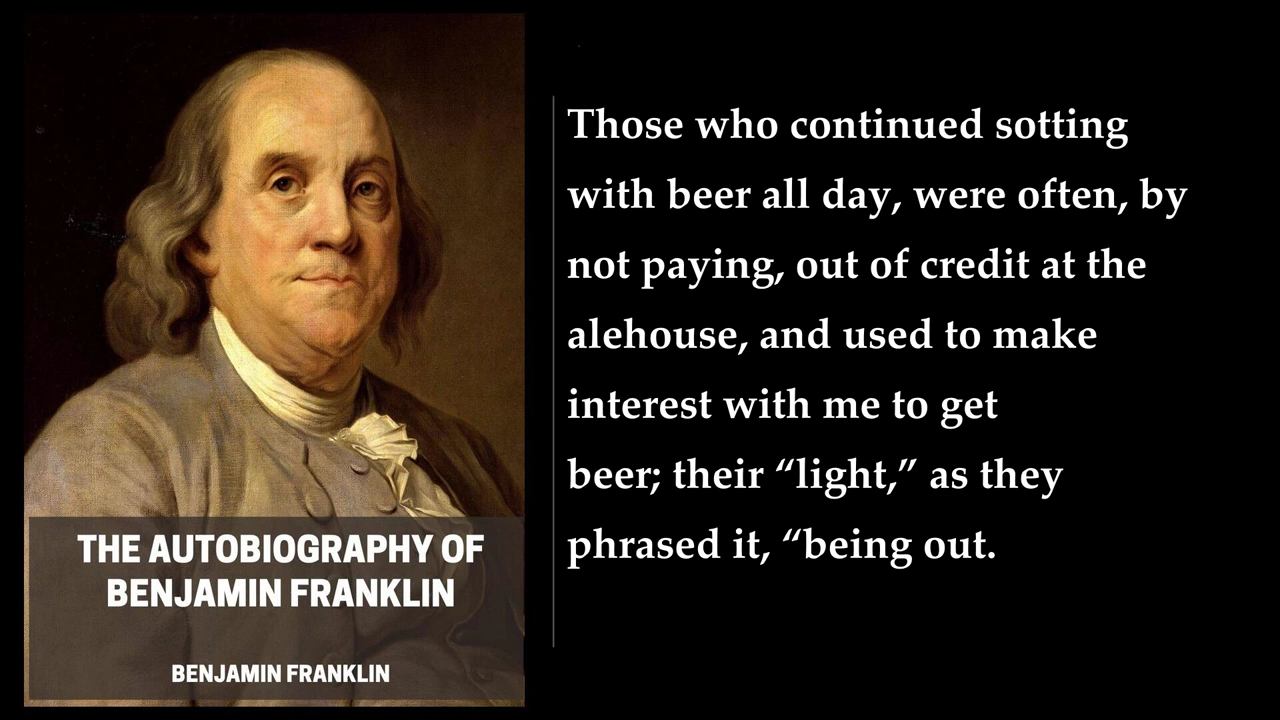 THE AUTOBIOGRAPHY OF
BENJAMIN FRANKLIN
BENJAMIN FRANKLIN
Those who continued sotting
with beer all day, were often, by
not paying, out of credit at the
alehouse, and used to make
interest with me to get
beer; their “light,” as they
phrased it, “being out.